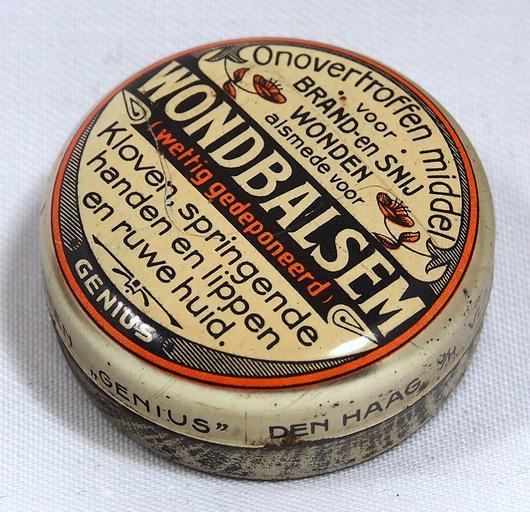 Onovertroffen middel
voor
BRAND-en SNIJ
WONDEN
alsmede voor
WONDBALSEM
(wettig gedeponeerd)
Kloven, springende
handen en lippen
en ruwe huid.
GENIUS
„GENIUS” DEN HAAG